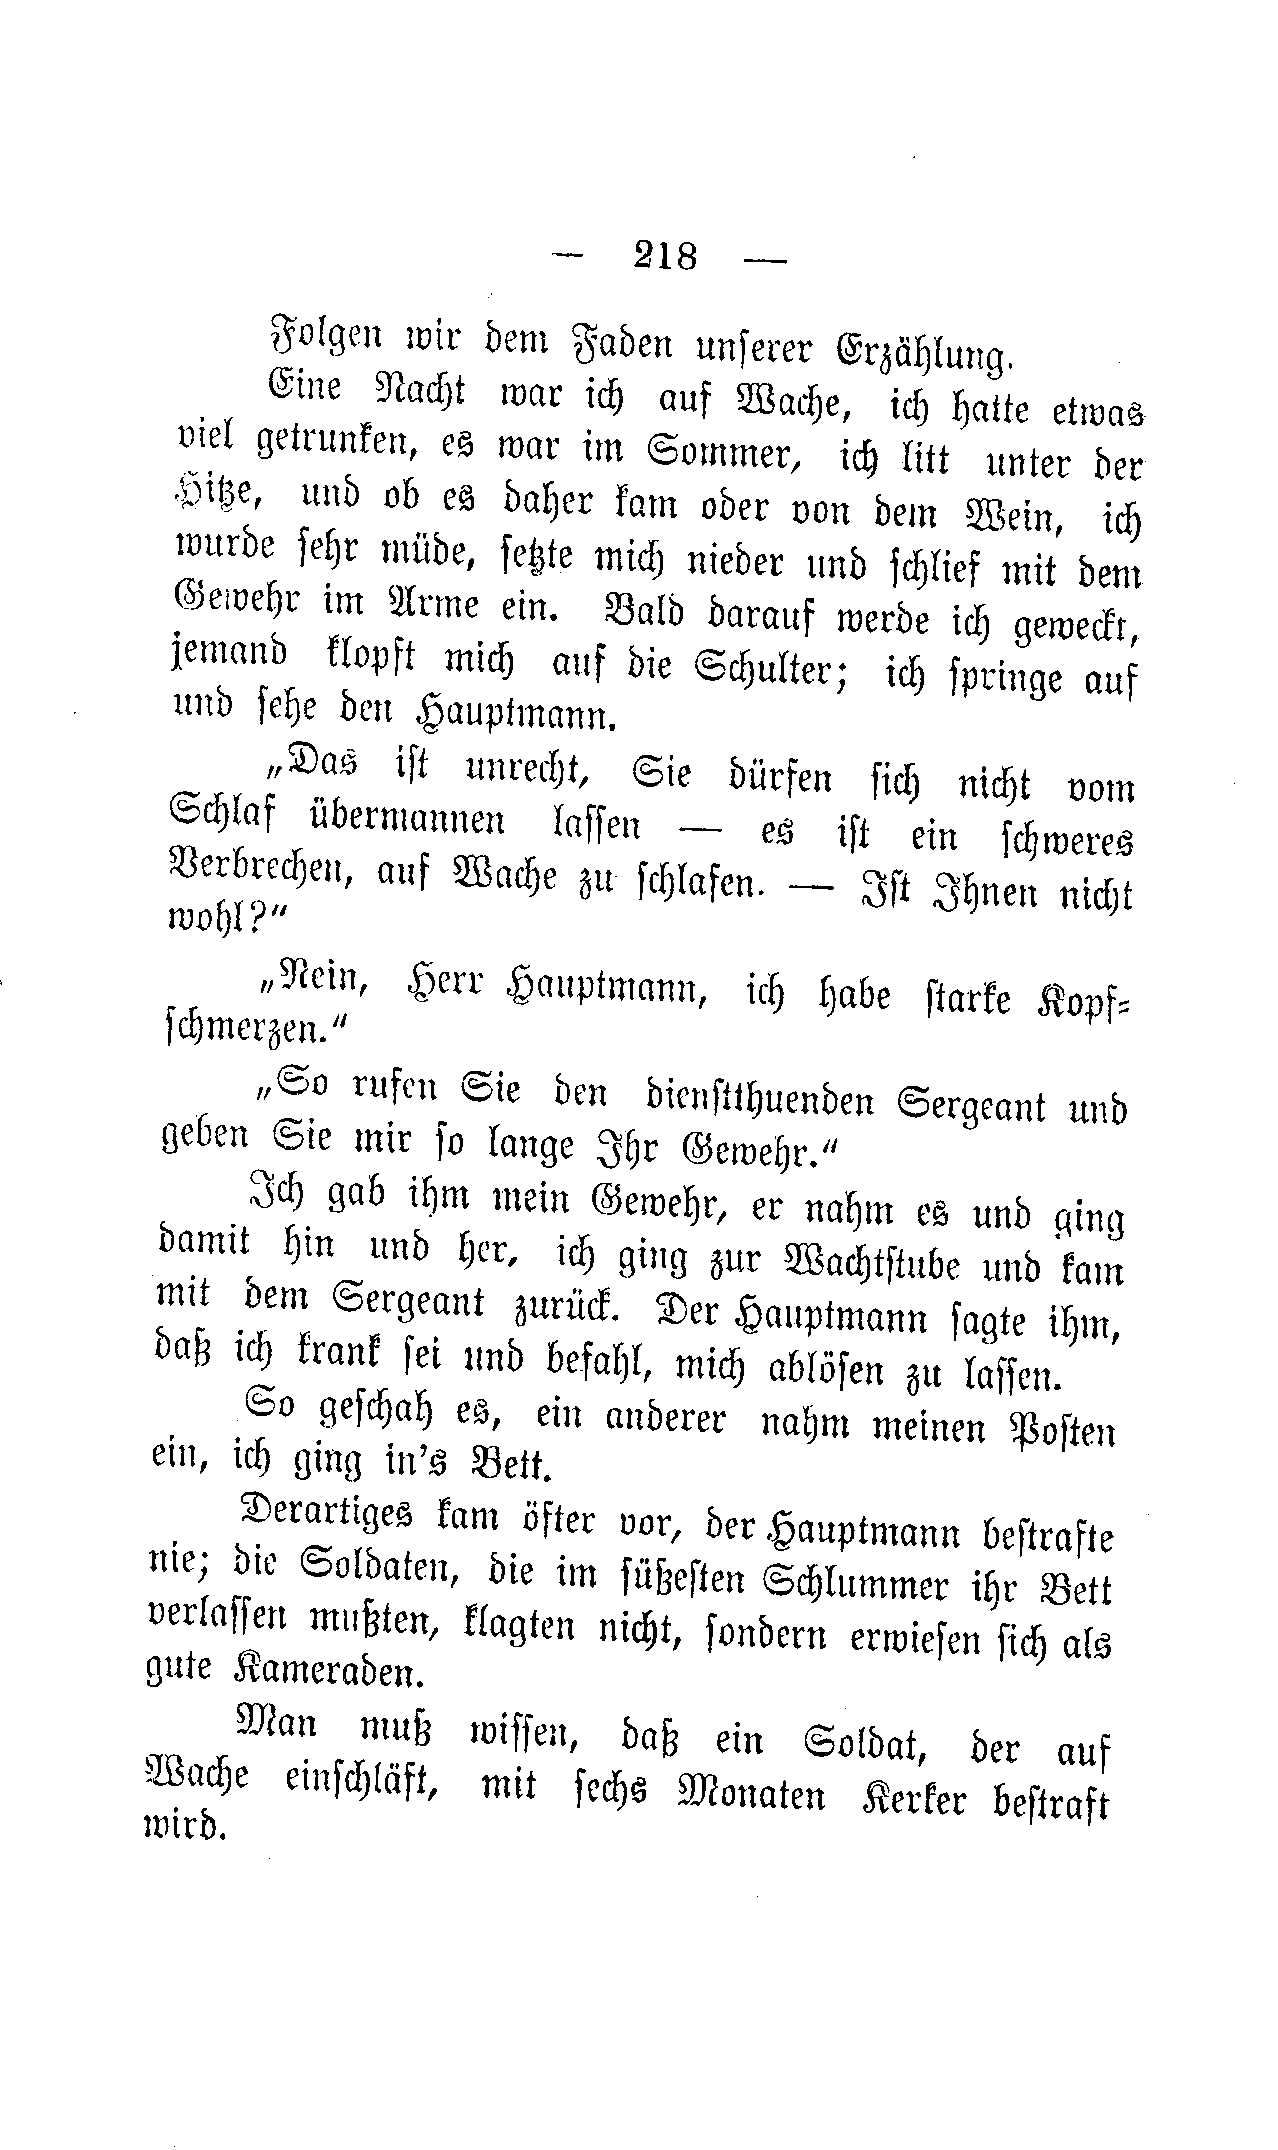 — 218 —
Folgen wir dem Faden unserer Erzählung.
Eine Nacht war ich auf Wache, ich hatte etwas
viel getrunken, es war im Sommer, ich litt unter der
Hitze, und ob es daher kam oder von dem Wein, ich
wurde sehr müde, setzte mich nieder und schlief mit dem
Gewehr im Arme ein. Bald darauf werde ich geweckt,
jemand klopft mich auf die Schulter; ich springe auf
und sehe den Hauptmann.
„Das ist unrecht, Sie dürfen sich nicht vom
Schlaf übermannen lassen — es ist ein schweres
Verbrechen, auf Wache zu schlafen. — Ist Ihnen nicht
wohl?“
„Nein, Herr Hauptmann, ich habe starke Kopf-
schmerzen.“
„So rufen Sie den dienstthuenden Sergeant und
geben Sie mir so lange Ihr Gewehr.“
Ich gab ihm mein Gewehr, er nahm es und ging
damit hin und her, ich ging zur Wachtstube und kam
mit dem Sergeant zurück. Der Hauptmann sagte ihm,
daß ich krank sei und befahl, mich ablösen zu lassen.
So geschah es, ein anderer nahm meinen Posten
ein, ich ging in's Bett.
Derartiges kam öfter vor, der Hauptmann bestrafte
nie; die Soldaten, die im süßesten Schlummer ihr Bett
verlassen mußten, klagten nicht, sondern erwiesen sich als
gute Kameraden.
Man muß wissen, daß ein Soldat, der auf
Wache einschläft, mit sechs Monaten Kerker bestraft
wird.